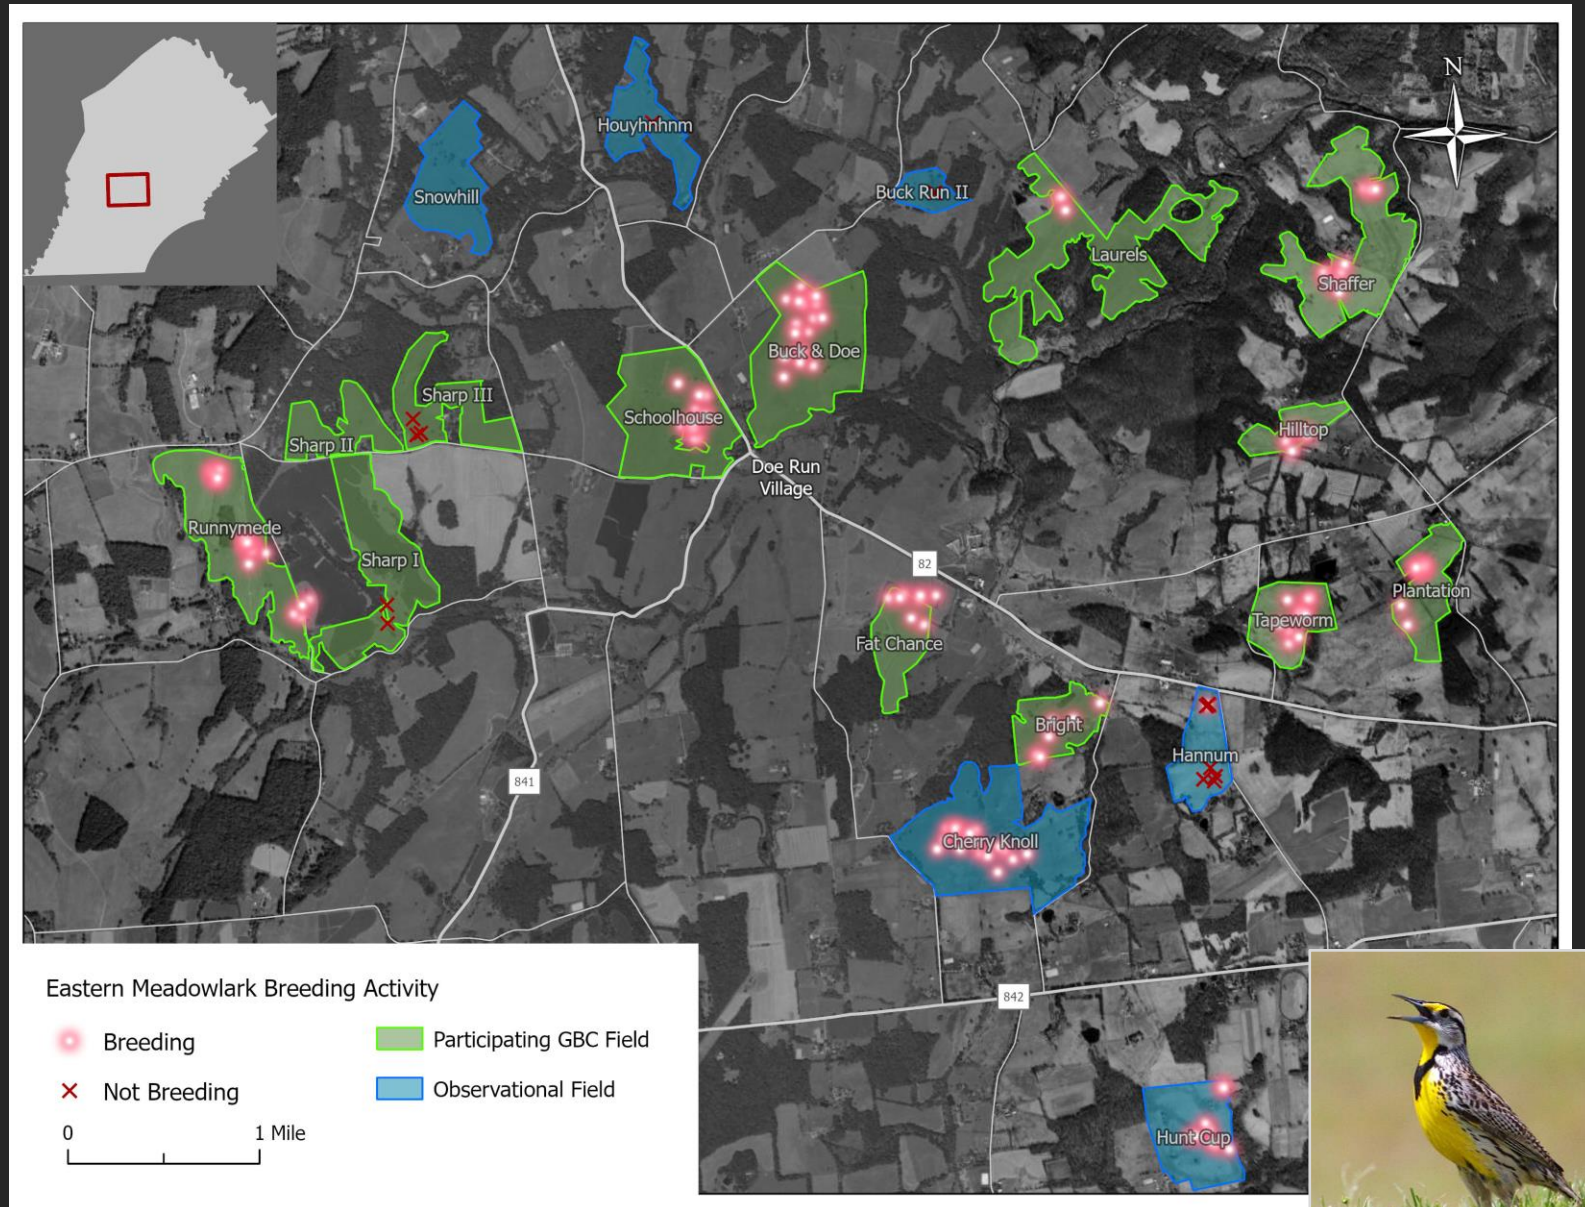 N
Houyhnhnm
Snowhill
Buck Run II
Laurels
Shaffer
Buck & Doe
Sharp III
Schoolhouse
Sharp II
Hilltop
Doe Run
Village
Runnymede
Sharp I
82
Plantation
Tapeworm
Fat Chance
Bright
Hannum
841
Cherry Knoll
842
Hunt Cup
Eastern Meadowlark Breeding Activity
Breeding
Not Breeding
Participating GBC Field
Observational Field
0
1 Mile